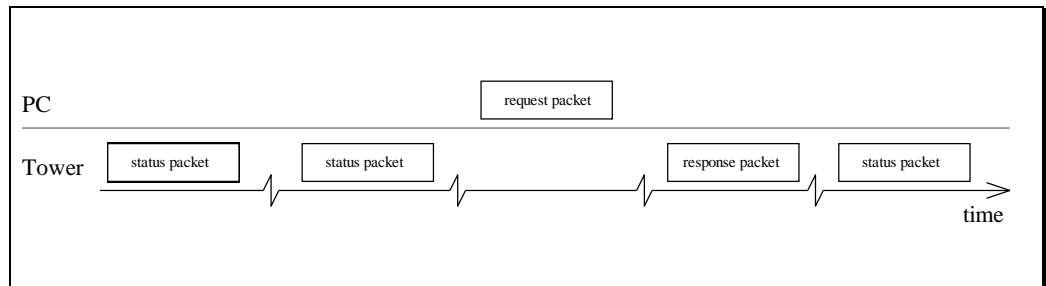 PC
request packet
Tower
status packet
status packet
response packet
status packet
time